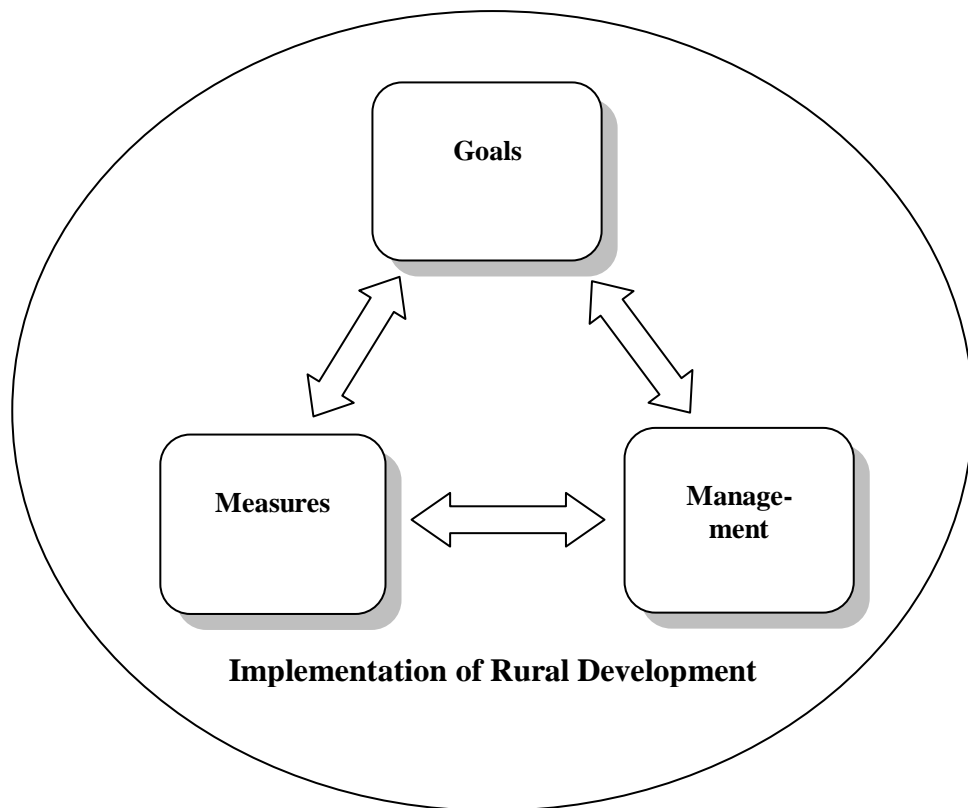 Goals
Measures
Manage-
ment
Implementation of Rural Development